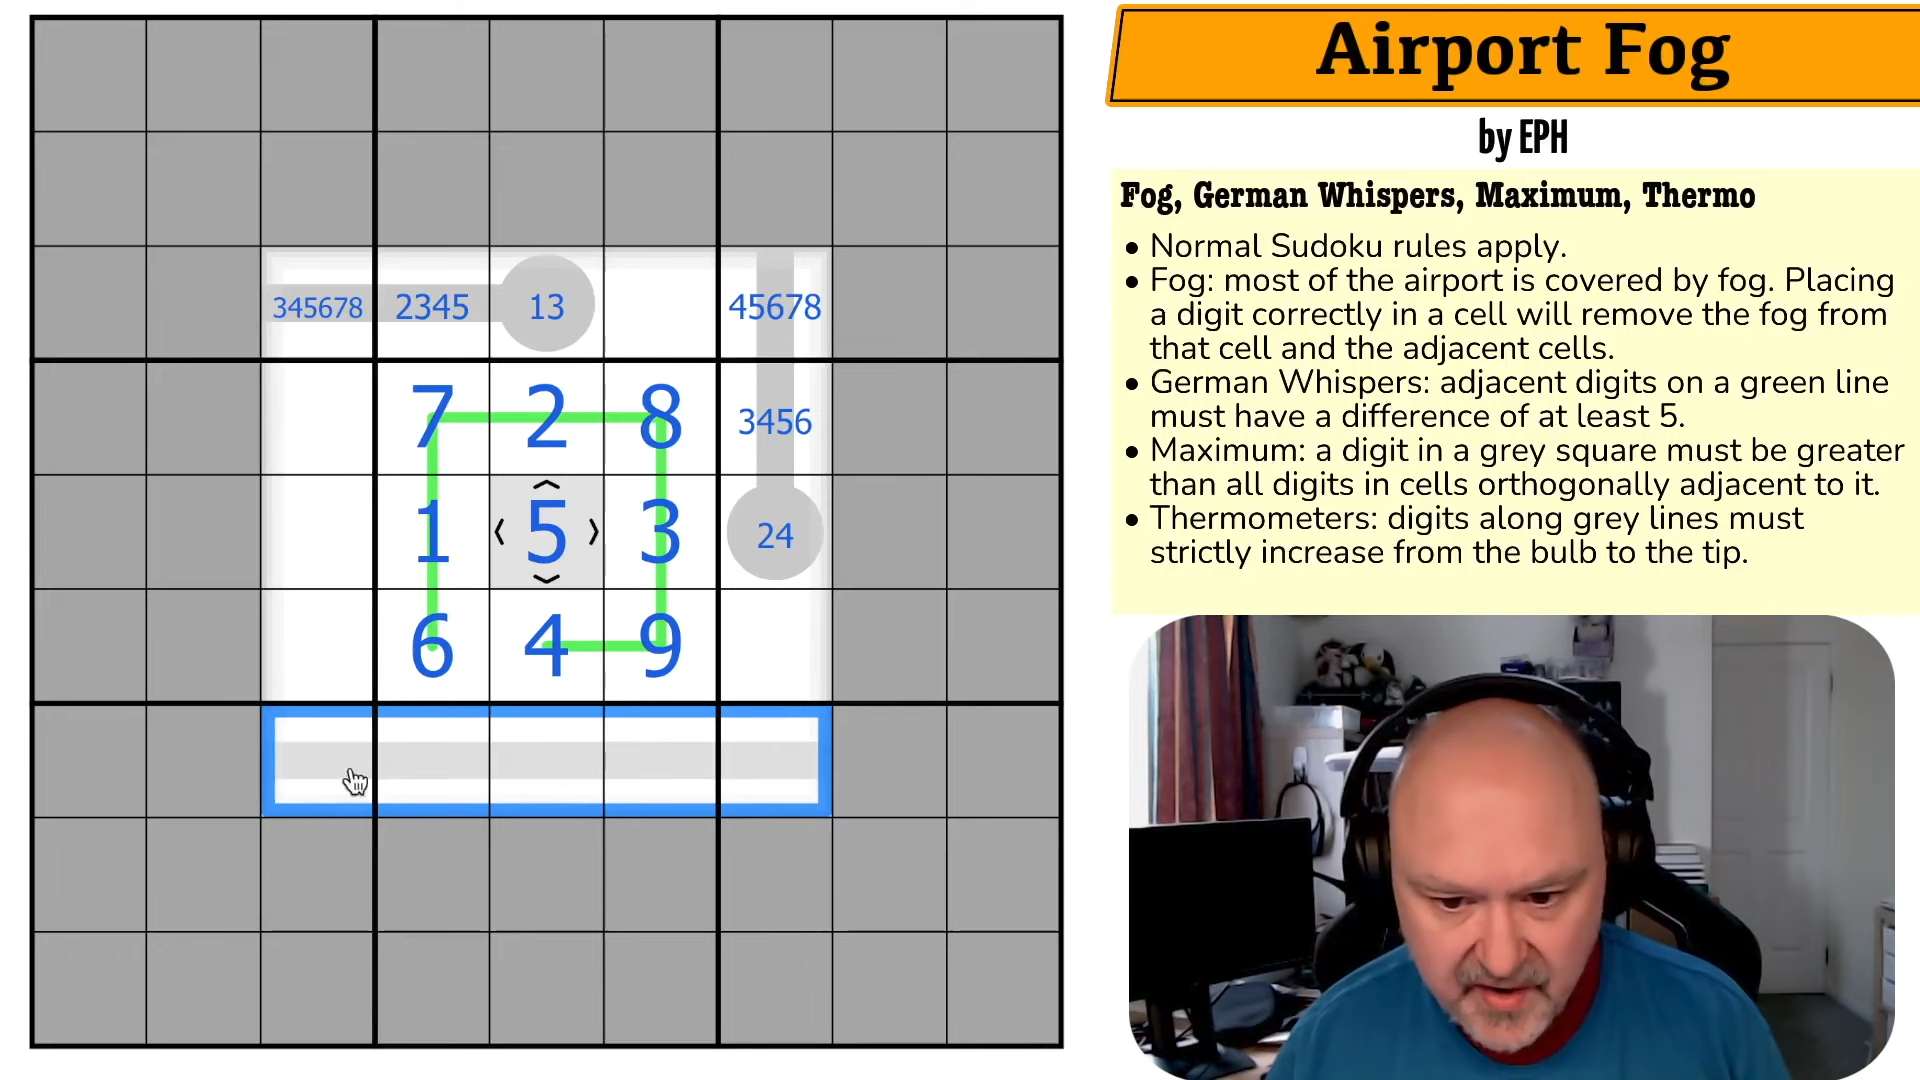 Airport Fog
by EPH
Fog, German Whispers, Maximum, Thermo
• Normal Sudoku rules apply.
• Fog: most of the airport is covered by fog. Placing
a digit correctly in a cell will remove the fog from
that cell and the adjacent cells.
• German Whispers: adjacent digits on a green line
must have a difference of at least 5.
• Maximum: a digit in a grey square must be greater
than all digits in cells orthogonally adjacent to it.
• Thermometers: digits along grey lines must
strictly increase from the bulb to the tip.
345678 2345 13 45678
7 2 8 3456
1 5 3 24
6 4 9